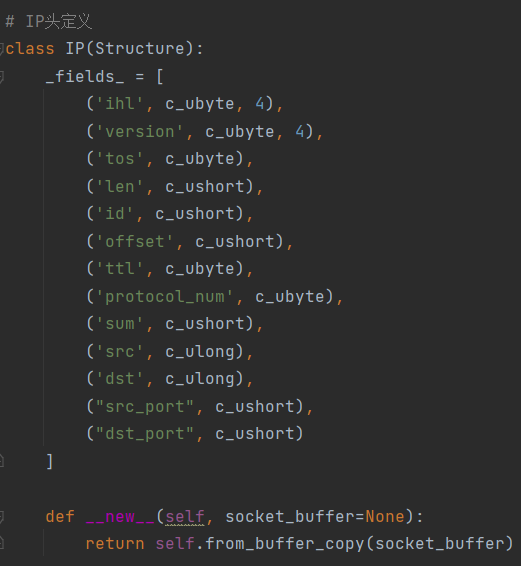 # IP头定义
class IP(Structure):
    _fields_ = [
        ('ihl', c_ubyte, 4),
        ('version', c_ubyte, 4),
        ('tos', c_ubyte),
        ('len', c_ushort),
        ('id', c_ushort),
        ('offset', c_ushort),
        ('ttl', c_ubyte),
        ('protocol_num', c_ubyte),
        ('sum', c_ushort),
        ('src', c_ulong),
        ('dst', c_ulong),
        ("src_port", c_ushort),
        ("dst_port", c_ushort)
    ]
    def __new__(self, socket_buffer=None):
        return self.from_buffer_copy(socket_buffer)